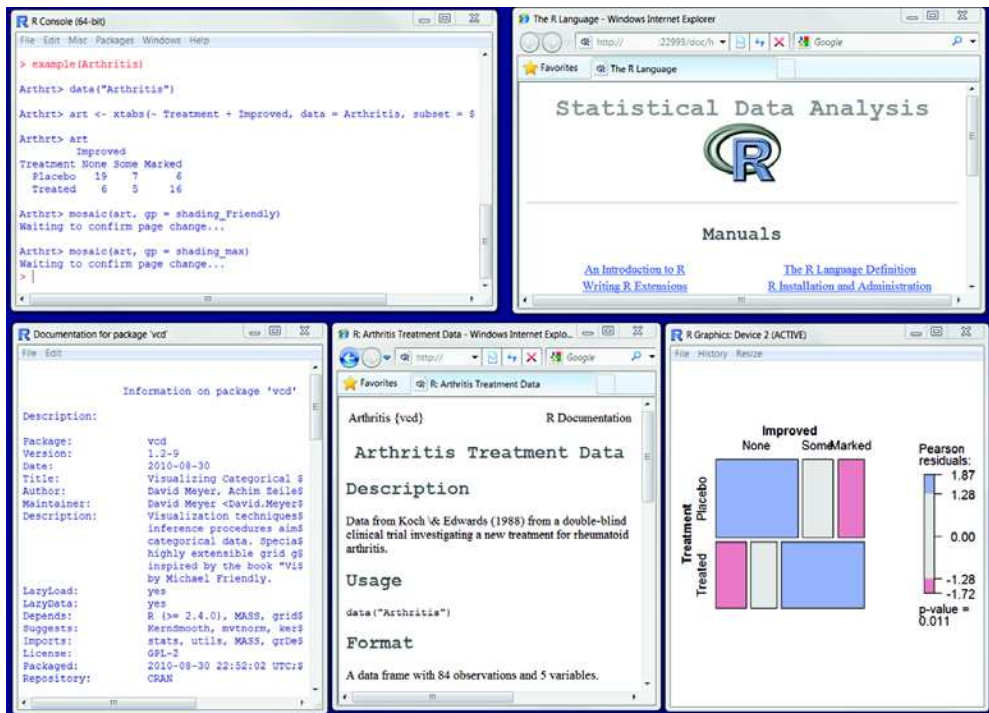 R Console (64-bit)
File Edit Misc Packages Windows Help
> example(Arthritis)
Arthrt> data("Arthritis")
Arthrt> art <- xtabs(~ Treatment + Improved, data = Arthritis, subset = $
Arthrt> art
Improved
Treatment None Some Marked
Placebo 19 7 6
Treated 6 5 16
Arthrt> mosaic(art, gp = shading_Friendly)
Waiting to confirm page change...
Arthrt> mosaic(art, gp = shading_max)
Waiting to confirm page change...
>
The R Language - Windows Internet Explorer
http:// :22993/doc/h Google
Favorites The R Language
Statistical Data Analysis
R
Manuals
An Introduction to R The R Language Definition
Writing R Extensions R Installation and Administration
Documentation for package 'vcd'
File Edit
Information on package 'vcd'
Description:
Package: vcd
Version: 1.2-9
Date: 2010-08-30
Title: Visualizing Categorical $
Author: David Meyer, Achim Zeile$
Maintainer: David Meyer <David.Meyer$
Description: Visualization techniques$
inference procedures aim$
categorical data. Specia$
highly extensible grid g$
inspired by the book "Vi$
by Michael Friendly.
LazyLoad: yes
LazyData: yes
Depends: R (>= 2.4.0), MASS, grid$
Suggests: KernSmooth, mvtnorm, ker$
Imports: stats, utils, MASS, grDe$
License: GPL-2
Packaged: 2010-08-30 22:52:02 UTC;$
Repository: CRAN
R: Arthritis Treatment Data - Windows Internet Explo...
http:// Google
Favorites R: Arthritis Treatment Data
Arthritis {vcd} R Documentation
Arthritis Treatment Data
Description
Data from Koch \& Edwards (1988) from a double-blind
clinical trial investigating a new treatment for rheumatoid
arthritis.
Usage
data("Arthritis")
Format
A data frame with 84 observations and 5 variables.
R Graphics: Device 2 (ACTIVE)
File History Resize
Improved
None Some Marked
Treatment
Placebo
Treated
Pearson
residuals:
1.87
1.28
0.00
-1.28
-1.72
p-value =
0.011